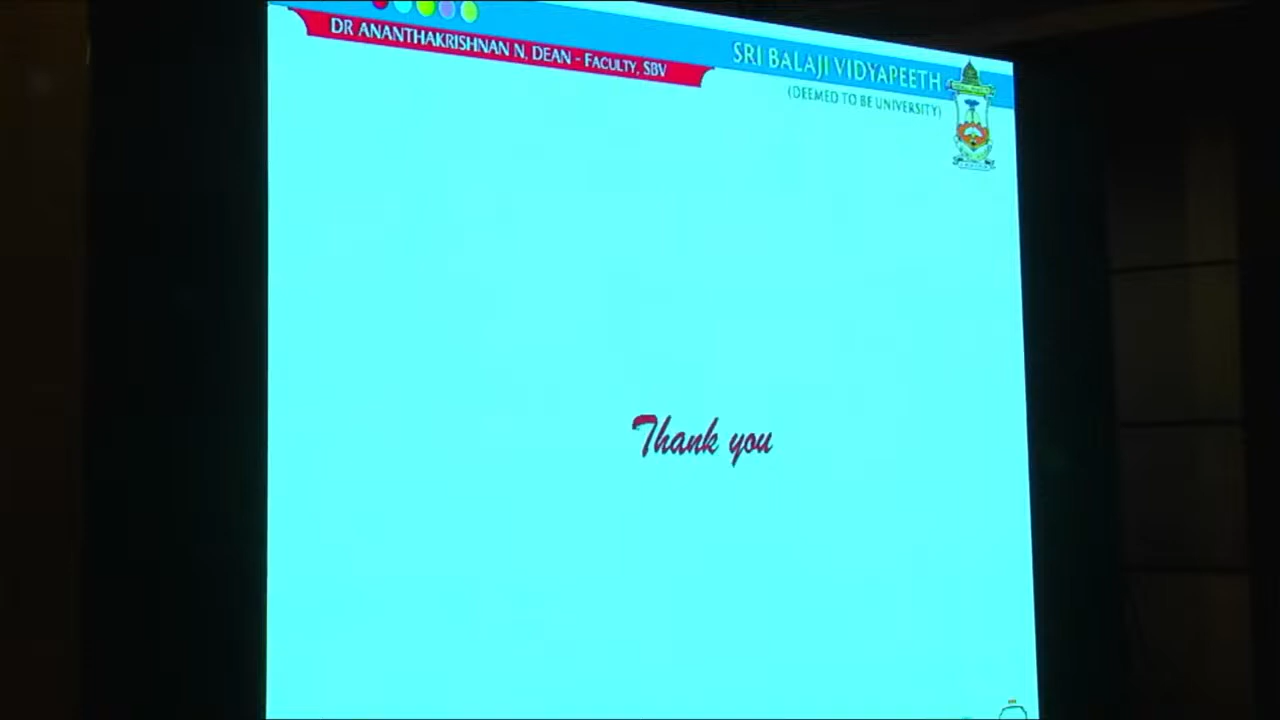 DR ANANTHAKRISHNAN N, DEAN - FACULTY, SBV
SRI BALAJI VIDYAPEETH
(DEEMED TO BE UNIVERSITY)
Thank you